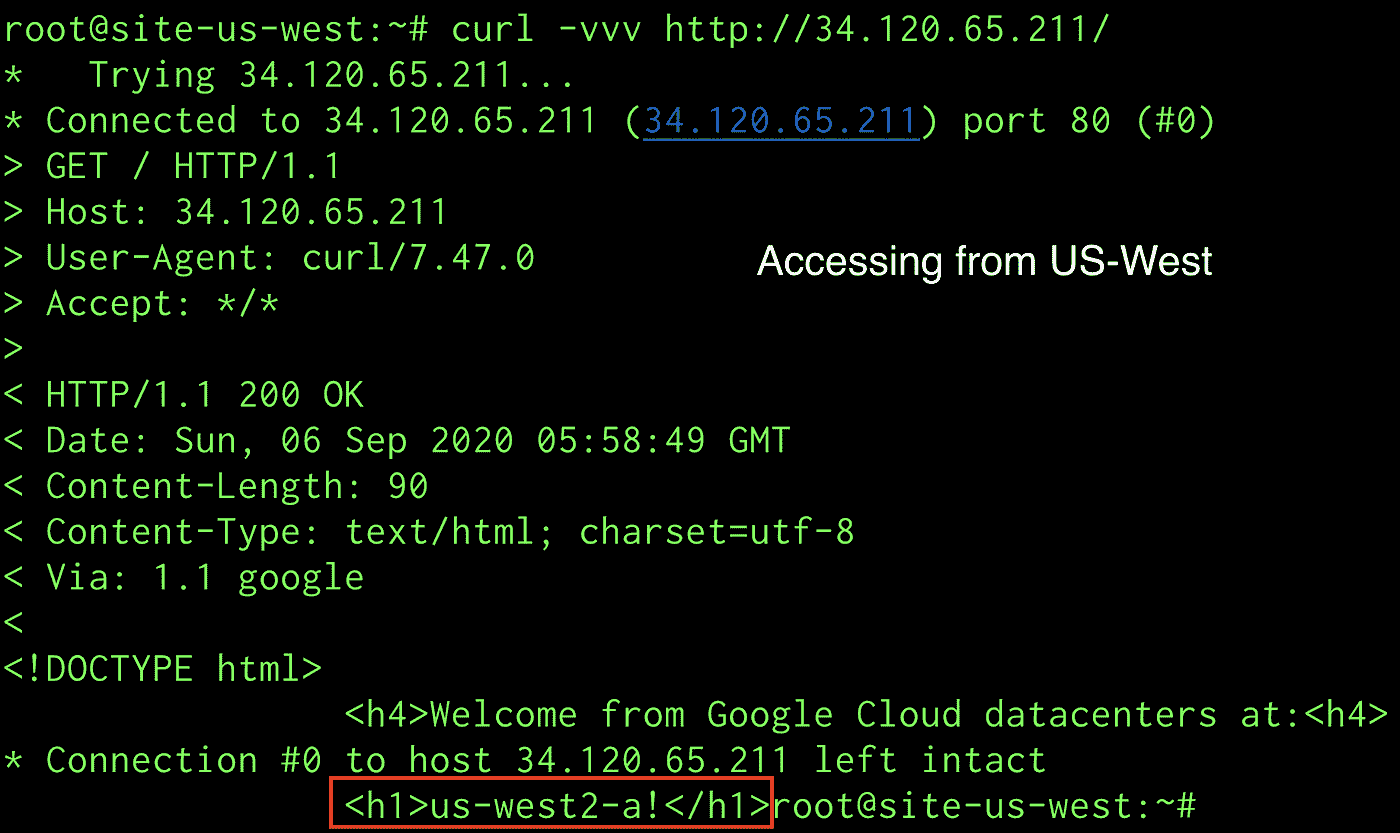 root@site-us-west:~# curl -vvv http://34.120.65.211/
*   Trying 34.120.65.211...
* Connected to 34.120.65.211 (34.120.65.211) port 80 (#0)
> GET / HTTP/1.1
> Host: 34.120.65.211
> User-Agent: curl/7.47.0
Accessing from US-West
> Accept: */*
>
< HTTP/1.1 200 OK
< Date: Sun, 06 Sep 2020 05:58:49 GMT
< Content-Length: 90
< Content-Type: text/html; charset=utf-8
< Via: 1.1 google
<
<!DOCTYPE html>
<h4>Welcome from Google Cloud datacenters at:<h4>
* Connection #0 to host 34.120.65.211 left intact
<h1>us-west2-a!</h1>root@site-us-west:~#